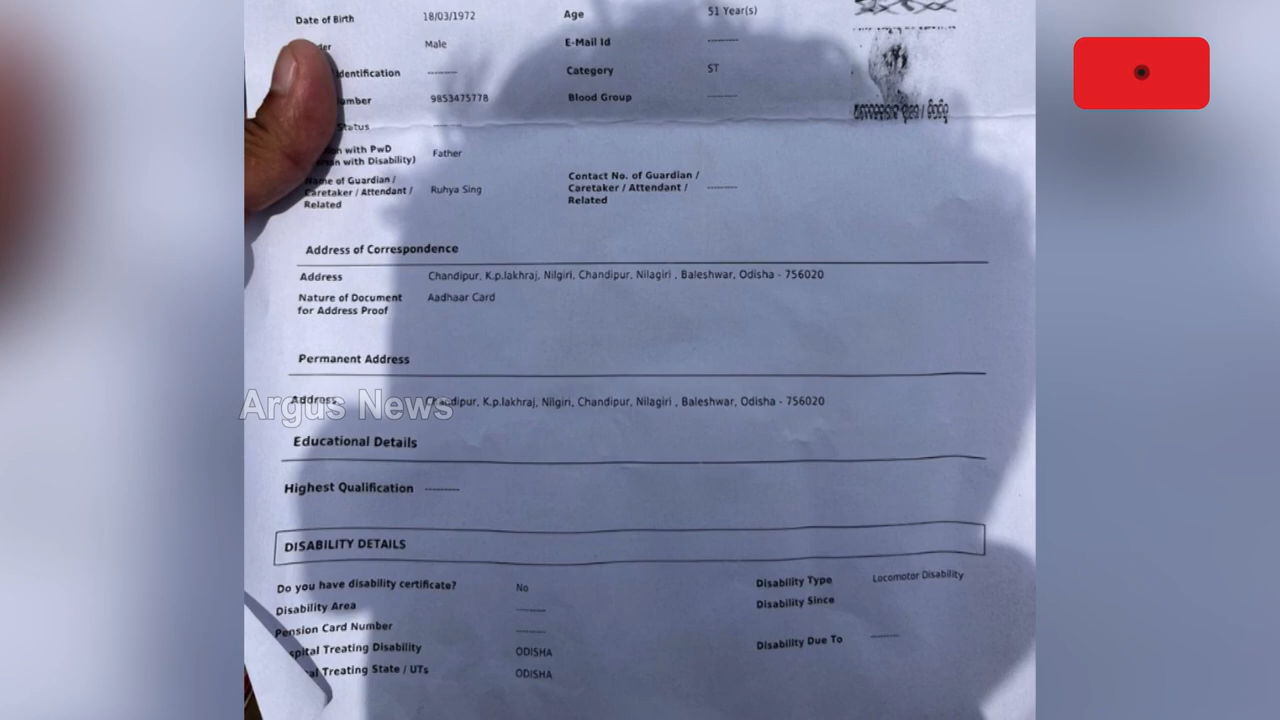 Date of Birth 18/03/1972 Age 51 Year(s)
der Male E-Mail Id --------
Identification -------- Category ST
umber 9853475778 Blood Group --------
Status ----
on with PwD
on with Disability) Father
Name of Guardian /
Caretaker / Attendant /
Related Ruhya Sing
Contact No. of Guardian /
Caretaker / Attendant /
Related --------
Address of Correspondence
Address Chandipur, K.p.lakhraj, Nilgiri, Chandipur, Nilagiri , Baleshwar, Odisha - 756020
Nature of Document
for Address Proof Aadhaar Card
Permanent Address
Address Chandipur, K.p.lakhraj, Nilgiri, Chandipur, Nilagiri , Baleshwar, Odisha - 756020
Argus News
Educational Details
Highest Qualification ---------
DISABILITY DETAILS
Do you have disability certificate? No Disability Type Locomotor Disability
Disability Area -------- Disability Since
Pension Card Number --------
spital Treating Disability ODISHA Disability Due To --------
al Treating State / UTs ODISHA